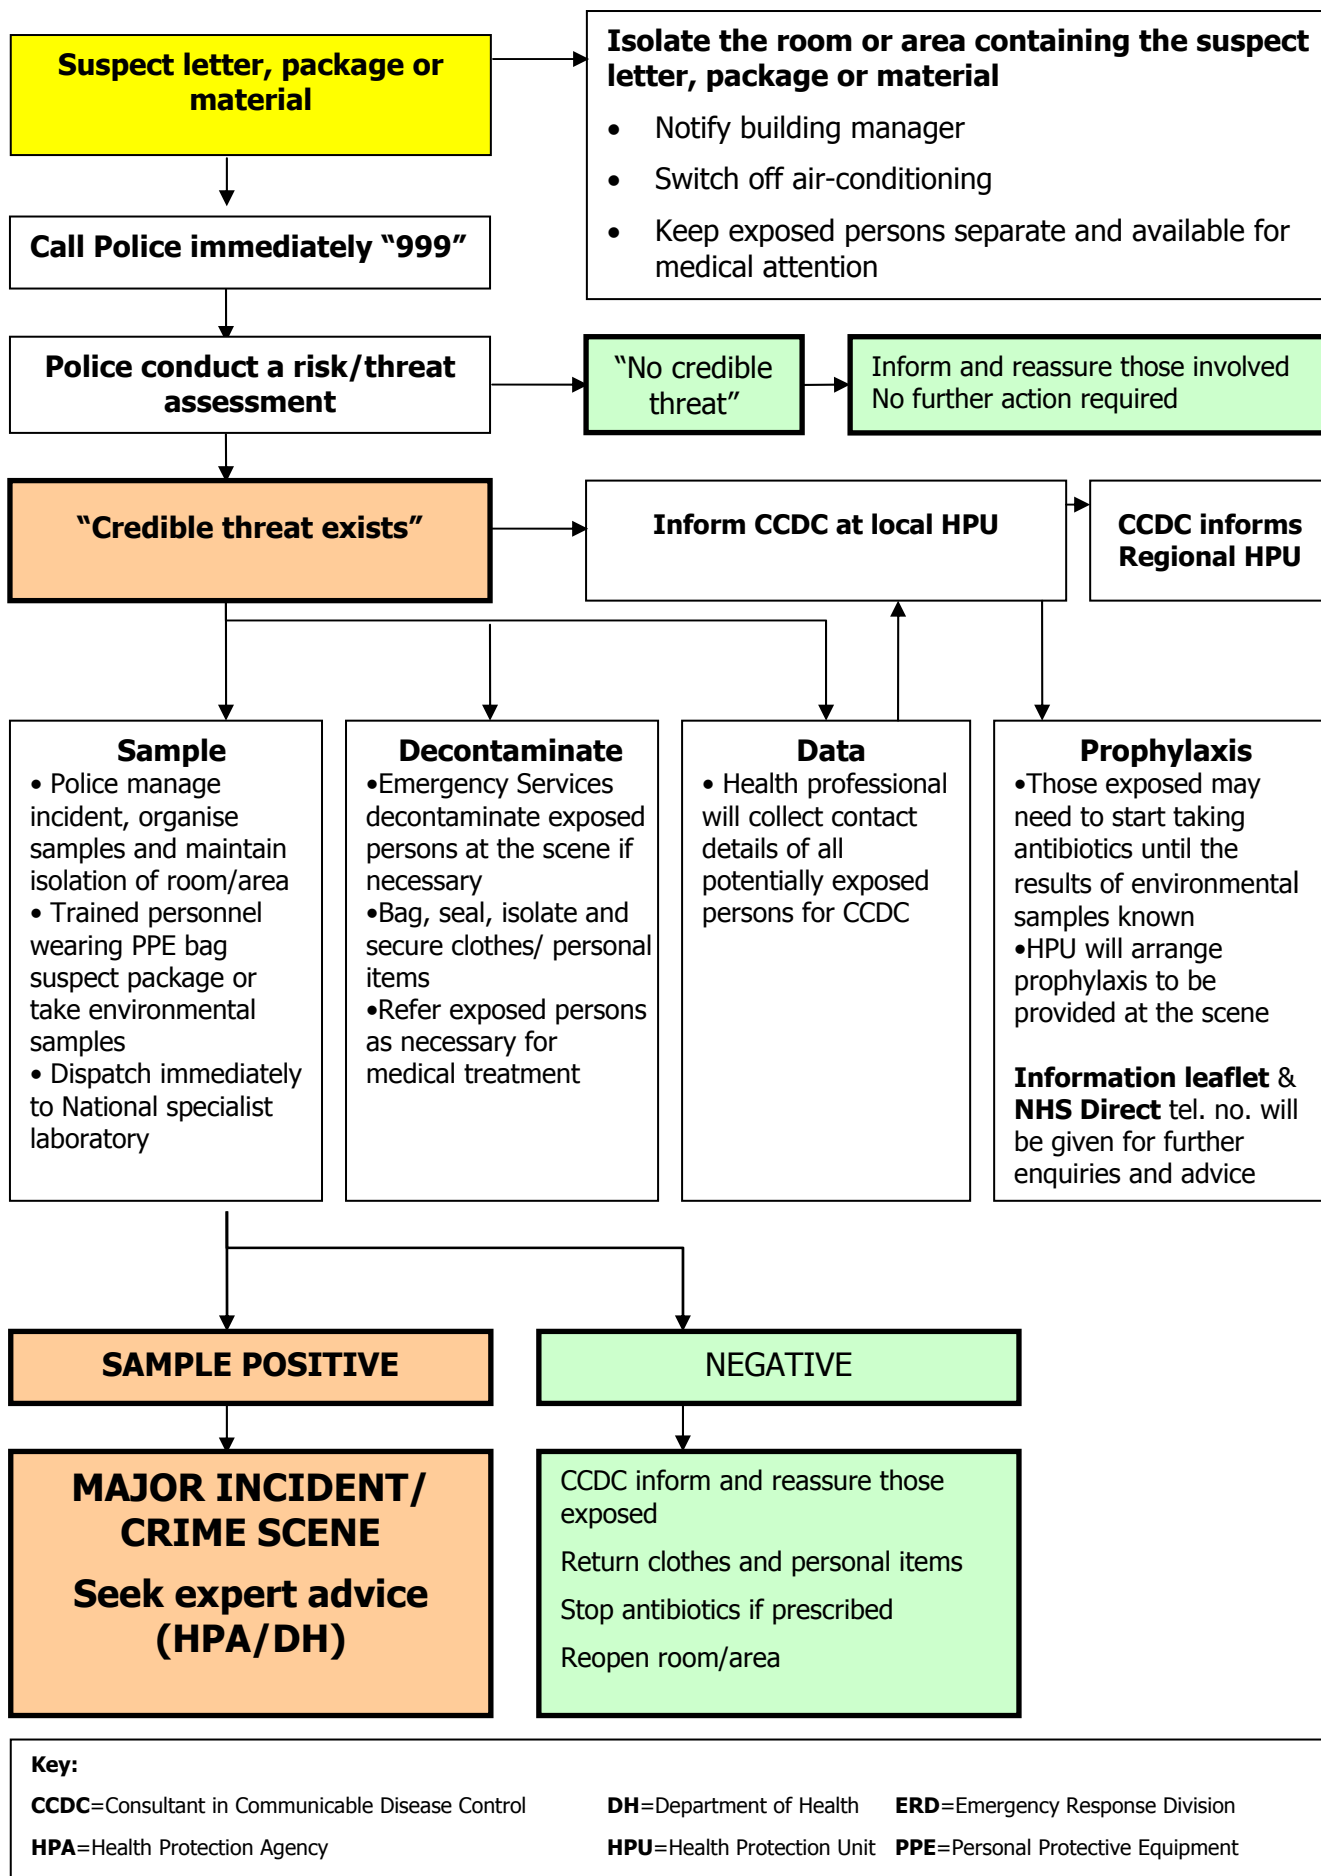 Suspect letter, package or
material
Isolate the room or area containing the suspect
letter, package or material
• Notify building manager
• Switch off air-conditioning
• Keep exposed persons separate and available for
medical attention
Call Police immediately “999”
Police conduct a risk/threat
assessment
“No credible
threat”
Inform and reassure those involved
No further action required
“Credible threat exists”
Inform CCDC at local HPU
CCDC informs
Regional HPU
Sample
• Police manage
incident, organise
samples and maintain
isolation of room/area
• Trained personnel
wearing PPE bag
suspect package or
take environmental
samples
• Dispatch immediately
to National specialist
laboratory
Decontaminate
•Emergency Services
decontaminate exposed
persons at the scene if
necessary
•Bag, seal, isolate and
secure clothes/ personal
items
•Refer exposed persons
as necessary for
medical treatment
Data
• Health professional
will collect contact
details of all
potentially exposed
persons for CCDC
Prophylaxis
•Those exposed may
need to start taking
antibiotics until the
results of environmental
samples known
•HPU will arrange
prophylaxis to be
provided at the scene
Information leaflet &
NHS Direct tel. no. will
be given for further
enquiries and advice
SAMPLE POSITIVE
NEGATIVE
MAJOR INCIDENT/
CRIME SCENE
Seek expert advice
(HPA/DH)
CCDC inform and reassure those
exposed
Return clothes and personal items
Stop antibiotics if prescribed
Reopen room/area
Key:
CCDC=Consultant in Communicable Disease Control DH=Department of Health ERD=Emergency Response Division
HPA=Health Protection Agency HPU=Health Protection Unit PPE=Personal Protective Equipment